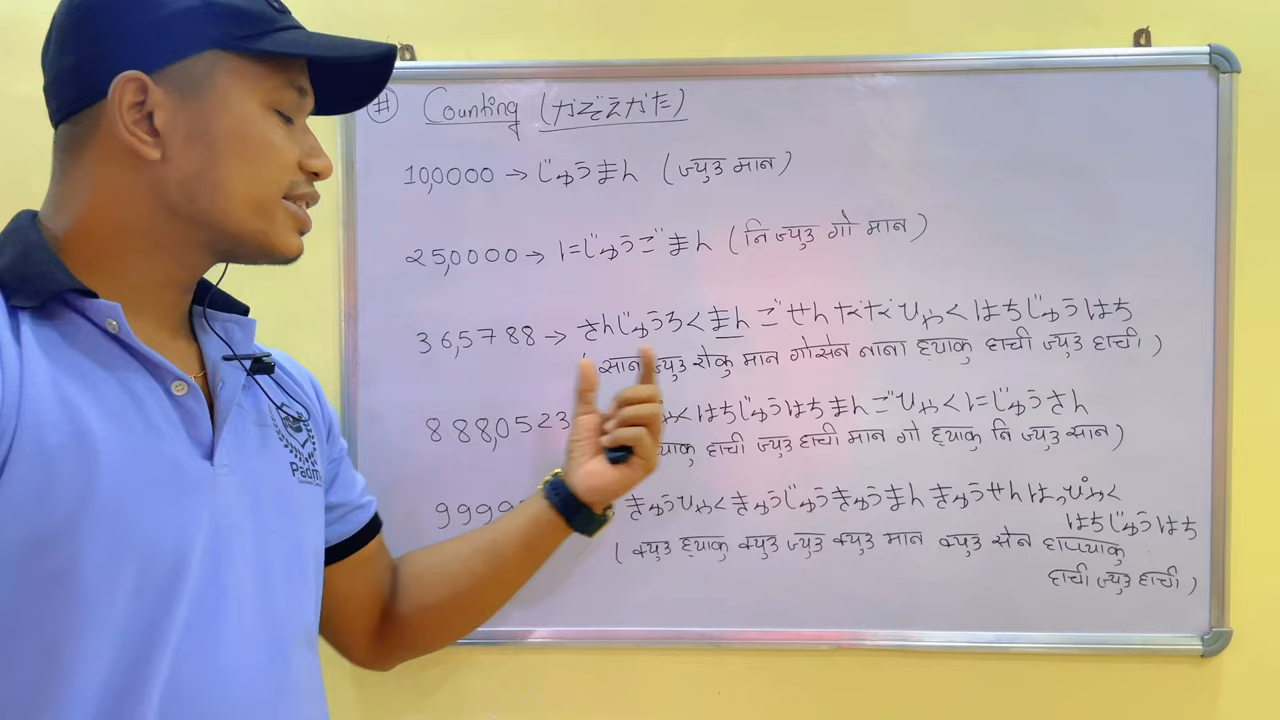 # Counting (かぞえかた)
10,0000 → じゅうまん (ज्युउ मान)
25,0000 → にじゅうごまん (नि ज्युउ गो मान)
36,5788 → さんじゅうろくまん ごせん ななひゃく はちじゅう はち
(सान ज्युउ रोकु मान गोसेन नाना ह्याकु हाची ज्युउ हाची)
888,0523 はちじゅう はち まん ご ひゃく にじゅう さん
हाची ज्युउ हाची मान गो ह्याकु नि ज्युउ सान)
9999 きゅうひゃく きゅうじゅう きゅうまん きゅうせん はっぴゃく
はちじゅう はち
(क्युउ ह्याकु क्युउ ज्युउ क्युउ मान क्युउ सेन हाप्याकु
हाची ज्युउ हाची)
Padm